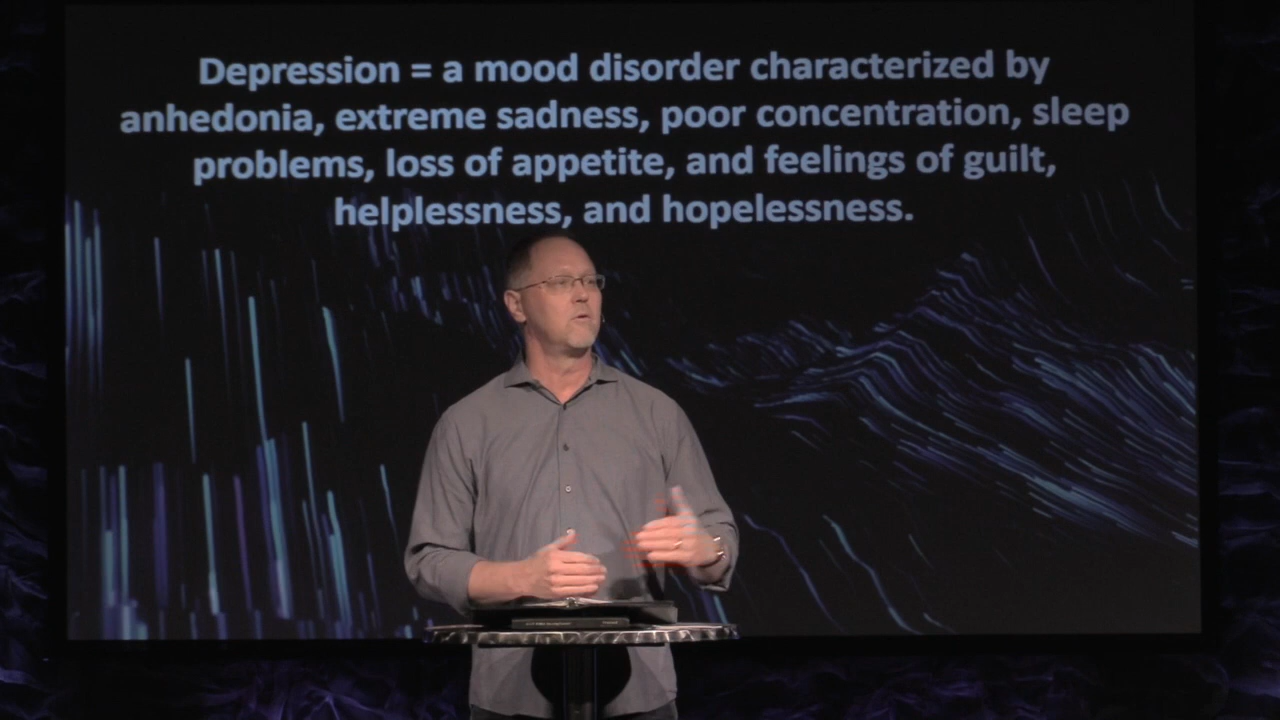 Depression = a mood disorder characterized by
anhedonia, extreme sadness, poor concentration, sleep
problems, loss of appetite, and feelings of guilt,
helplessness, and hopelessness.